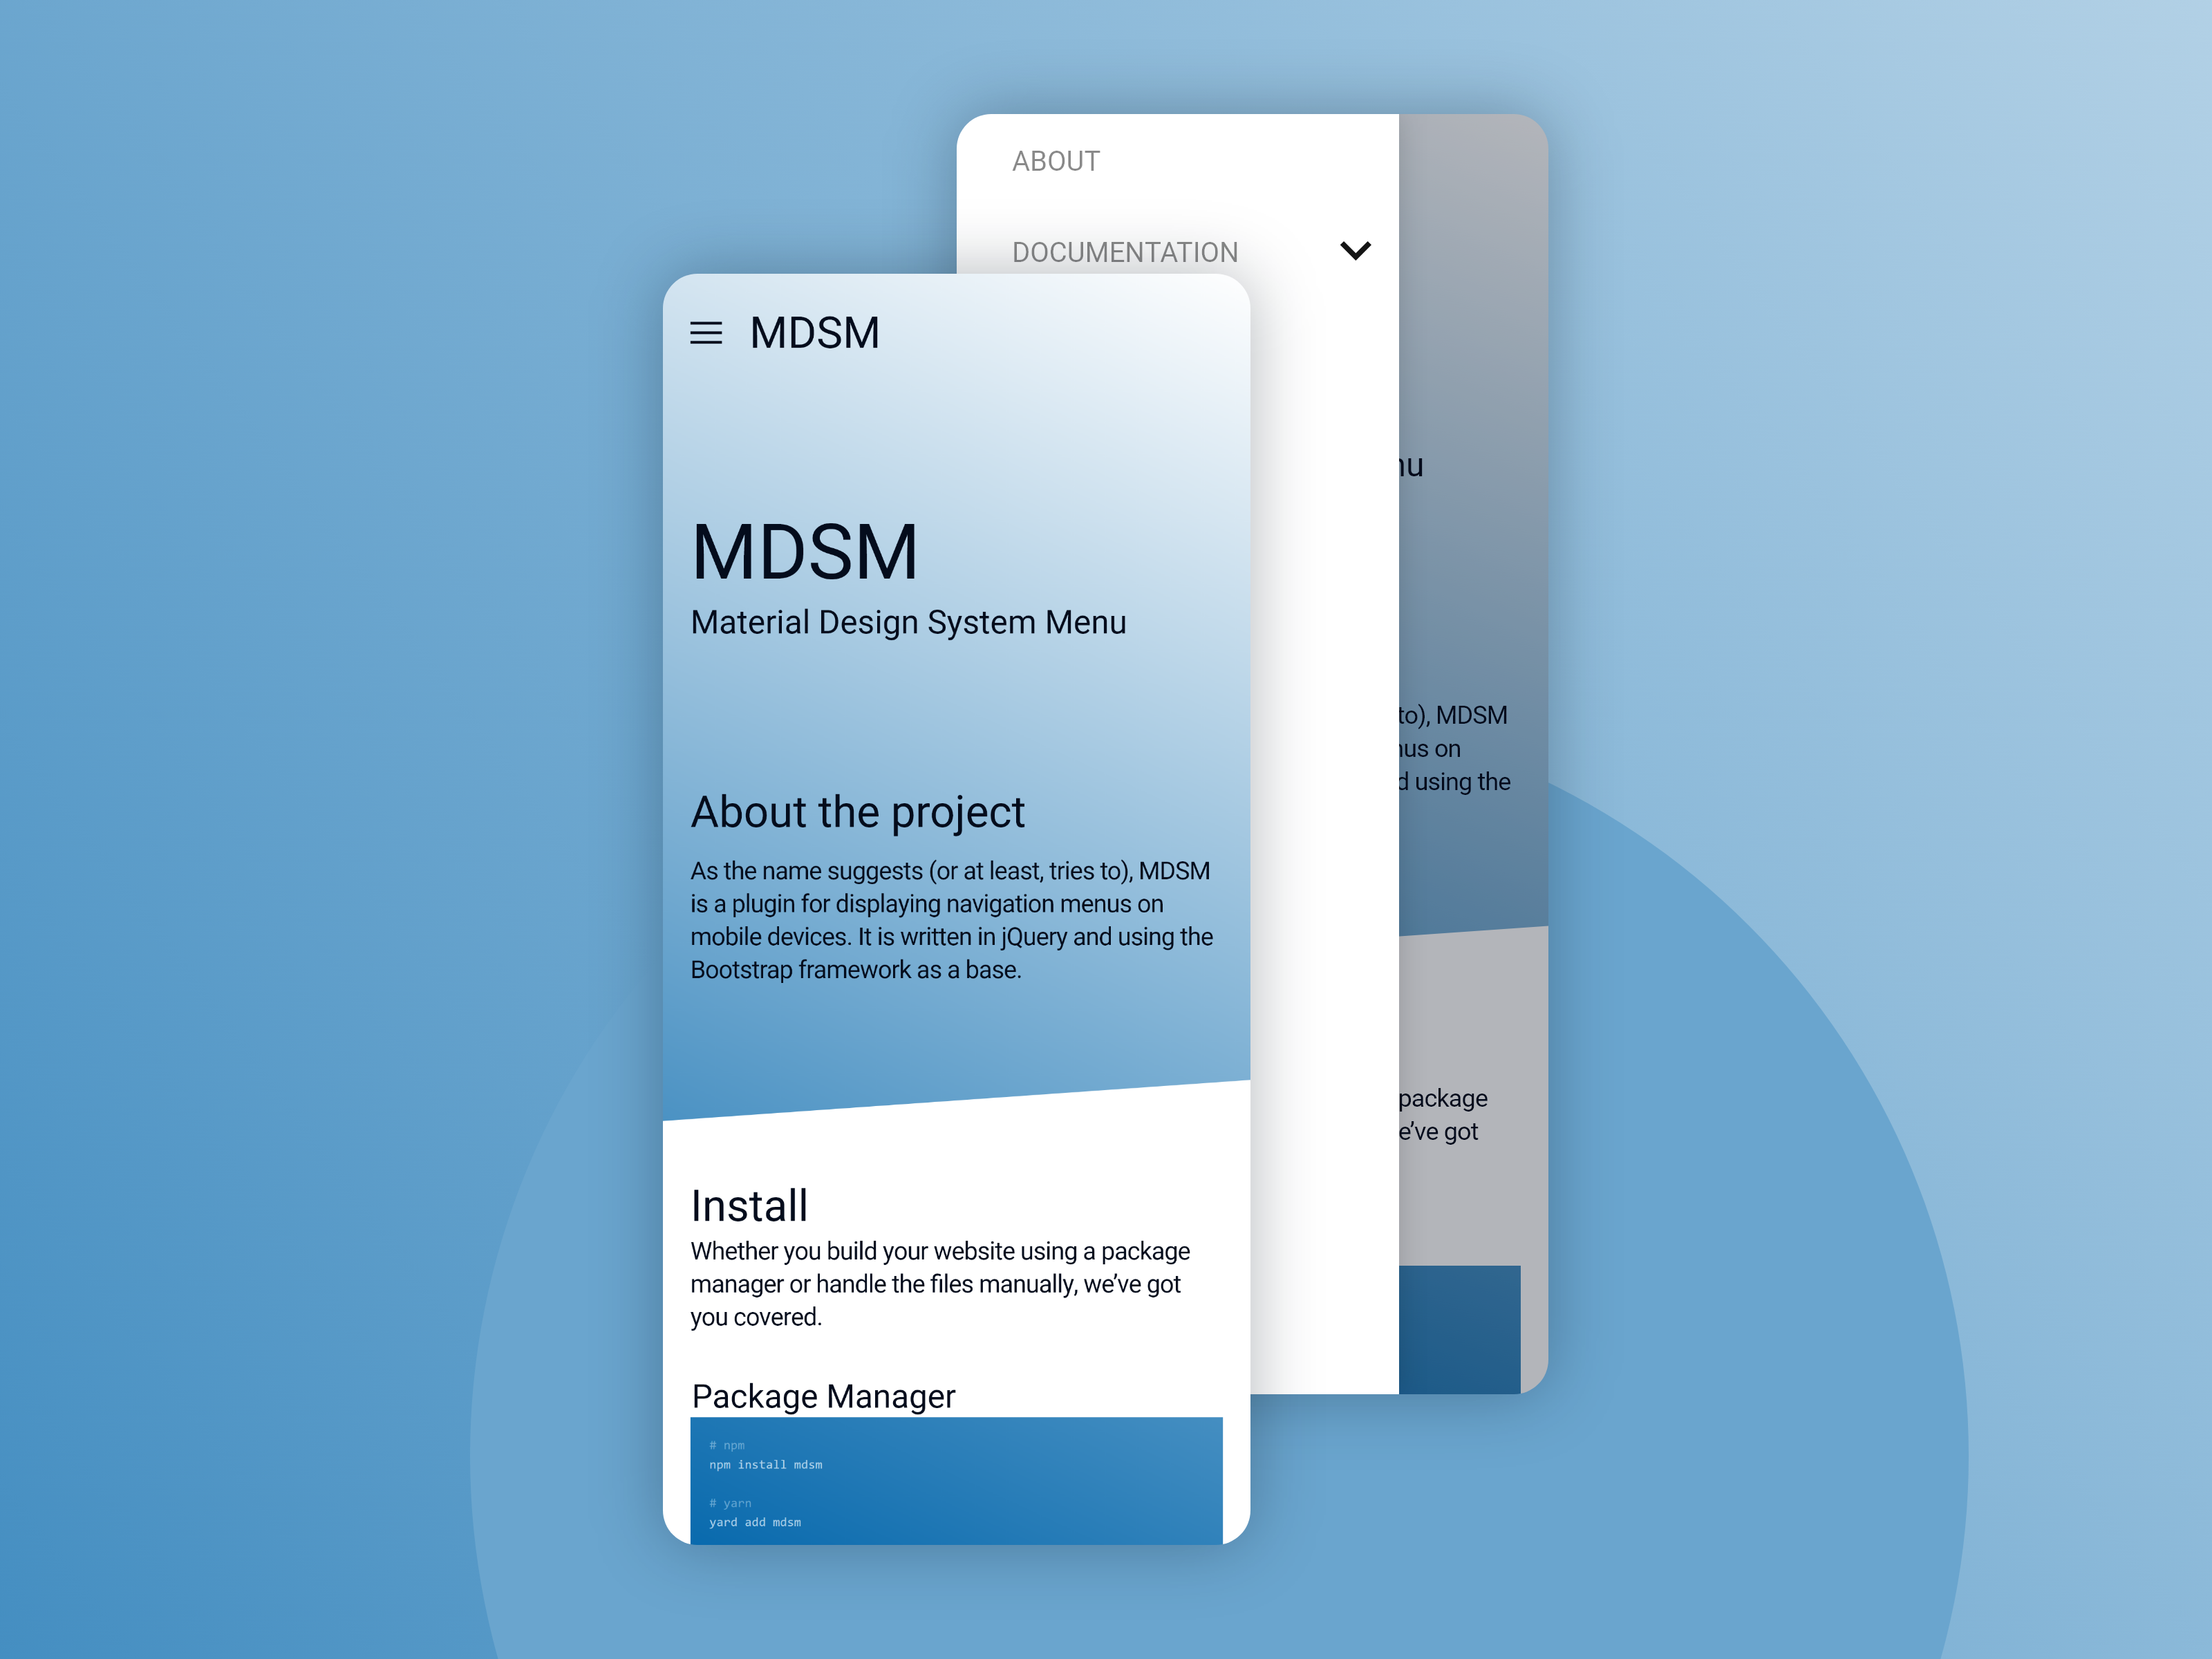 ABOUT
DOCUMENTATION
MDSM
MDSM
Material Design System Menu
About the project
As the name suggests (or at least, tries to), MDSM
is a plugin for displaying navigation menus on
mobile devices. It is written in jQuery and using the
Bootstrap framework as a base.
Install
Whether you build your website using a package
manager or handle the files manually, we’ve got
you covered.
Package Manager
# npm
npm install mdsm
# yarn
yard add mdsm
nu
to), MDSM
nus on
d using the
package
e’ve got